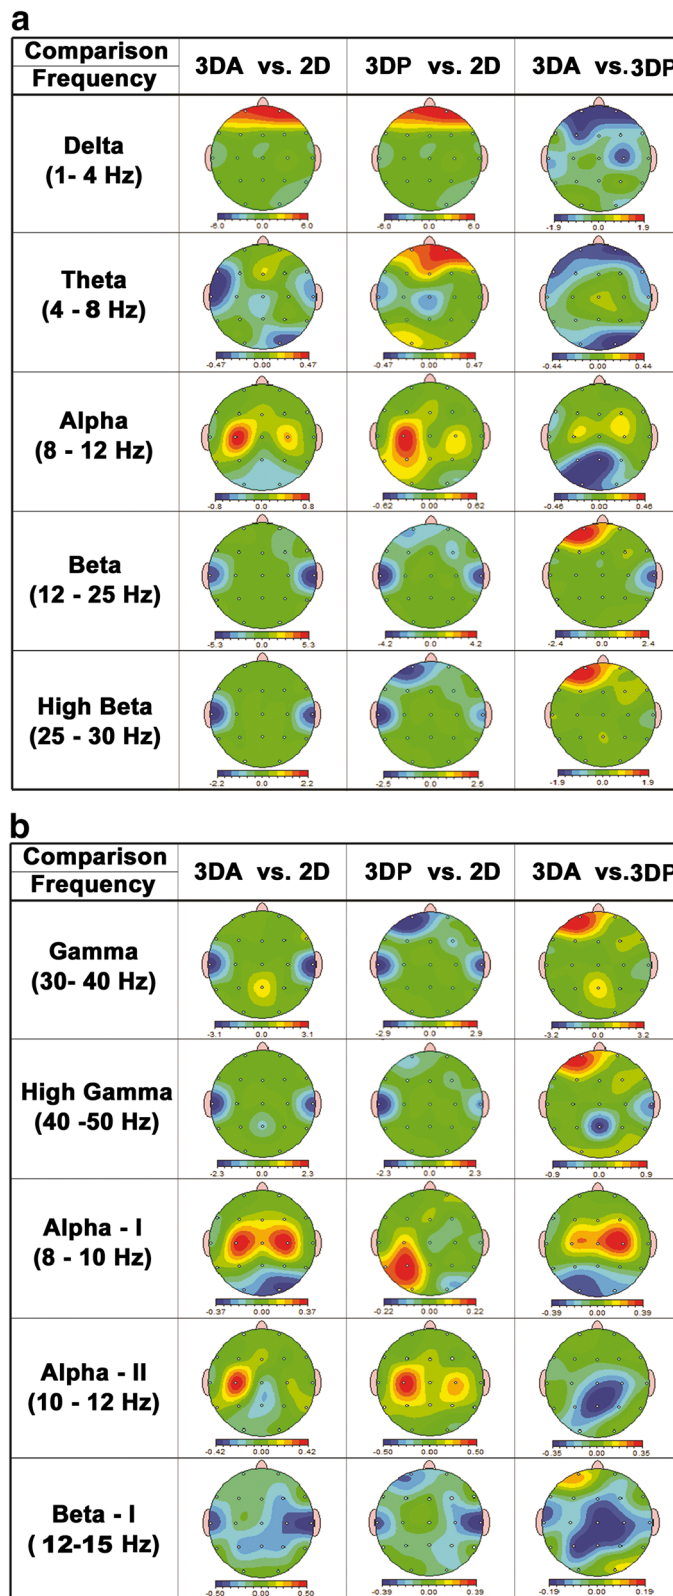 a
Comparison
Frequency
3DA vs. 2D
3DP vs. 2D
3DA vs.3DP
Delta
(1- 4 Hz)
-6.0 0.0 6.0
-6.0 0.0 6.0
-1.9 0.0 1.9
Theta
(4 - 8 Hz)
-0.47 0.00 0.47
-0.47 0.00 0.47
-0.44 0.00 0.44
Alpha
(8 - 12 Hz)
-0.8 0.0 0.8
-0.62 0.00 0.62
-0.46 0.00 0.46
Beta
(12 - 25 Hz)
-5.3 0.0 5.3
-4.2 0.0 4.2
-2.4 0.0 2.4
High Beta
(25 - 30 Hz)
-2.2 0.0 2.2
-2.5 0.0 2.5
-1.9 0.0 1.9
b
Comparison
Frequency
3DA vs. 2D
3DP vs. 2D
3DA vs.3DP
Gamma
(30- 40 Hz)
-3.1 0.0 3.1
-2.9 0.0 2.9
-3.2 0.0 3.2
High Gamma
(40 -50 Hz)
-2.3 0.0 2.3
-2.3 0.0 2.3
-0.9 0.0 0.9
Alpha - I
(8 - 10 Hz)
-0.37 0.00 0.37
-0.22 0.00 0.22
-0.39 0.00 0.39
Alpha - II
(10 - 12 Hz)
-0.42 0.00 0.42
-0.50 0.00 0.50
-0.35 0.00 0.35
Beta - I
( 12-15 Hz)
-0.50 0.00 0.50
-0.39 0.00 0.39
-0.19 0.00 0.19